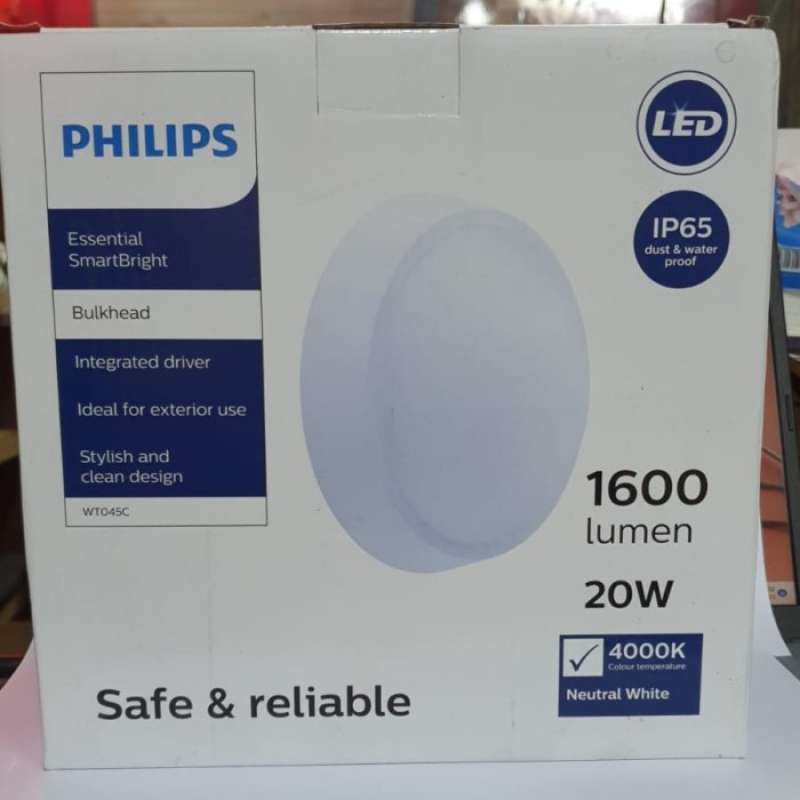 PHILIPS
Essential
SmartBright
Bulkhead
Integrated driver
Ideal for exterior use
Stylish and
clean design
WT045C
LED
IP65
dust & water
proof
1600
lumen
20W
4000K
Colour temperature
Neutral White
Safe & reliable